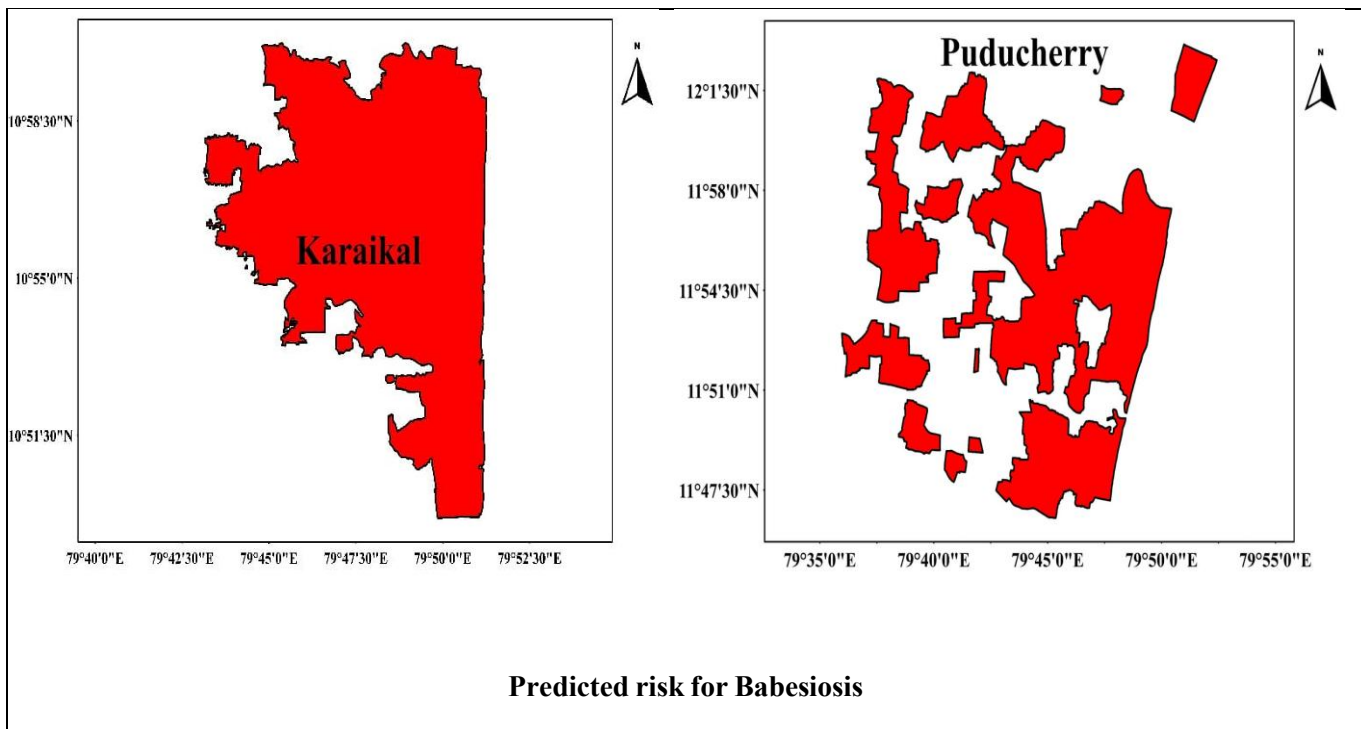 N
10°58'30"N
Karaikal
10°55'0"N
10°51'30"N
79°40'0"E 79°42'30"E 79°45'0"E 79°47'30"E 79°50'0"E 79°52'30"E
Puducherry
N
12°1'30"N
11°58'0"N
11°54'30"N
11°51'0"N
11°47'30"N
79°35'0"E 79°40'0"E 79°45'0"E 79°50'0"E 79°55'0"E
Predicted risk for Babesiosis